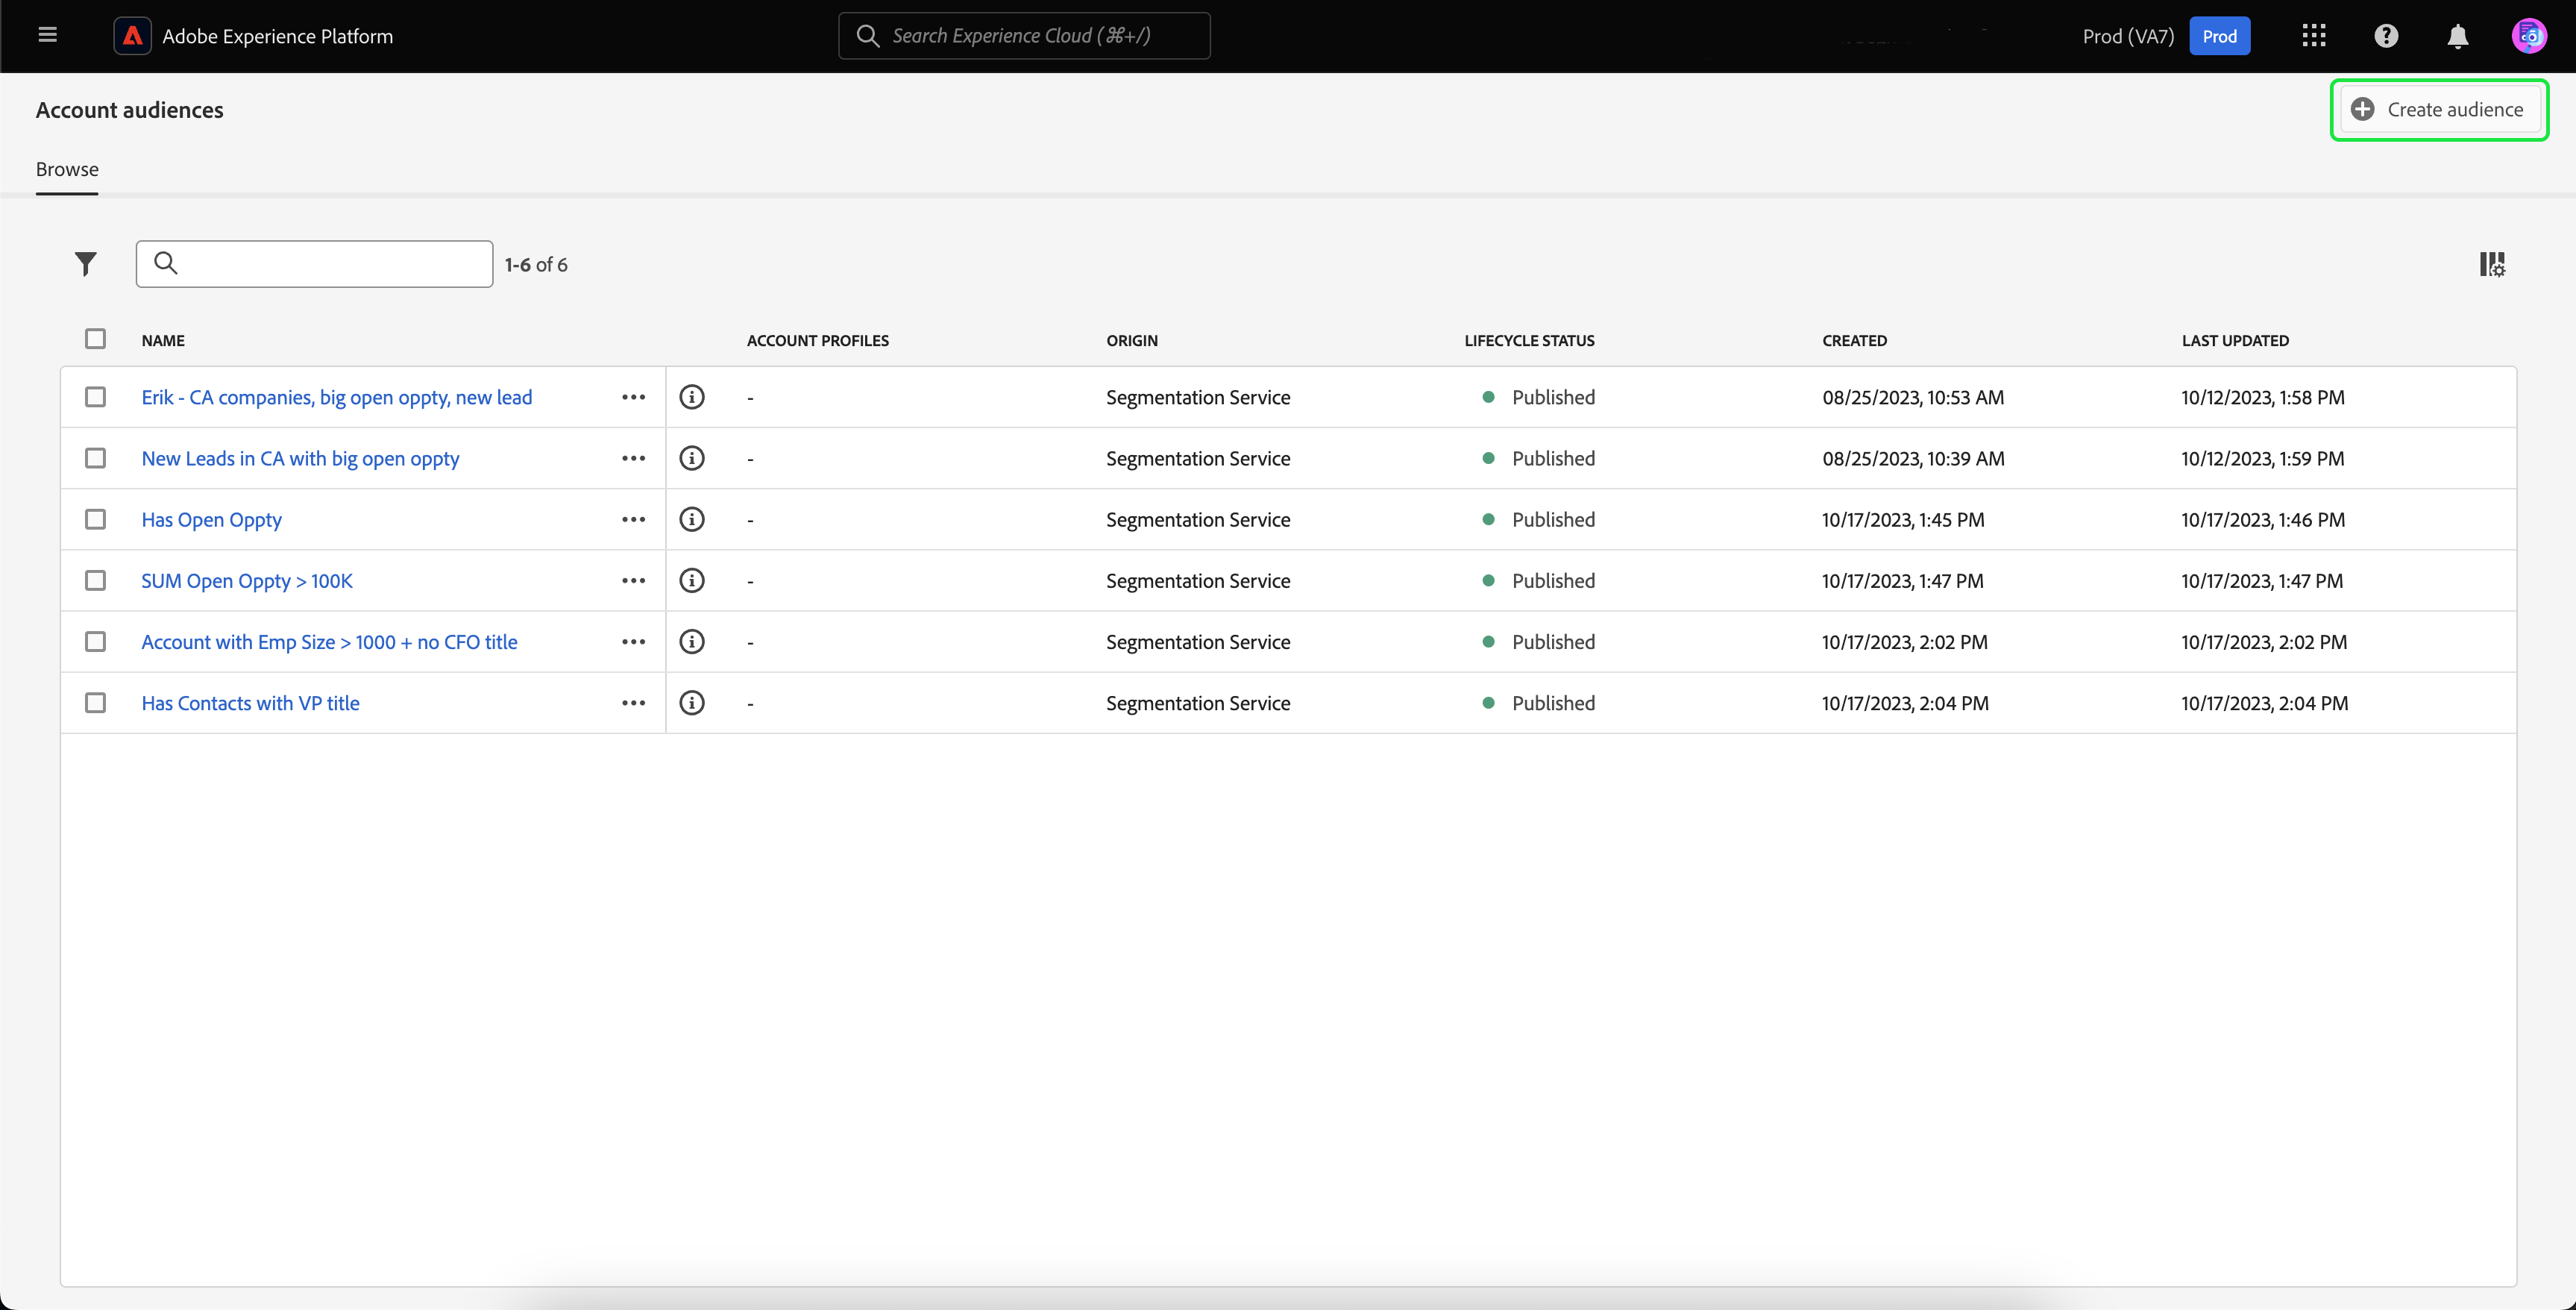 Adobe Experience Platform
Search Experience Cloud (⌘+/)
Prod (VA7)
Prod
Account audiences
Create audience
Browse
1-6 of 6
NAME ACCOUNT PROFILES ORIGIN LIFECYCLE STATUS CREATED LAST UPDATED
Erik - CA companies, big open oppty, new lead - Segmentation Service Published 08/25/2023, 10:53 AM 10/12/2023, 1:58 PM
New Leads in CA with big open oppty - Segmentation Service Published 08/25/2023, 10:39 AM 10/12/2023, 1:59 PM
Has Open Oppty - Segmentation Service Published 10/17/2023, 1:45 PM 10/17/2023, 1:46 PM
SUM Open Oppty > 100K - Segmentation Service Published 10/17/2023, 1:47 PM 10/17/2023, 1:47 PM
Account with Emp Size > 1000 + no CFO title - Segmentation Service Published 10/17/2023, 2:02 PM 10/17/2023, 2:02 PM
Has Contacts with VP title - Segmentation Service Published 10/17/2023, 2:04 PM 10/17/2023, 2:04 PM